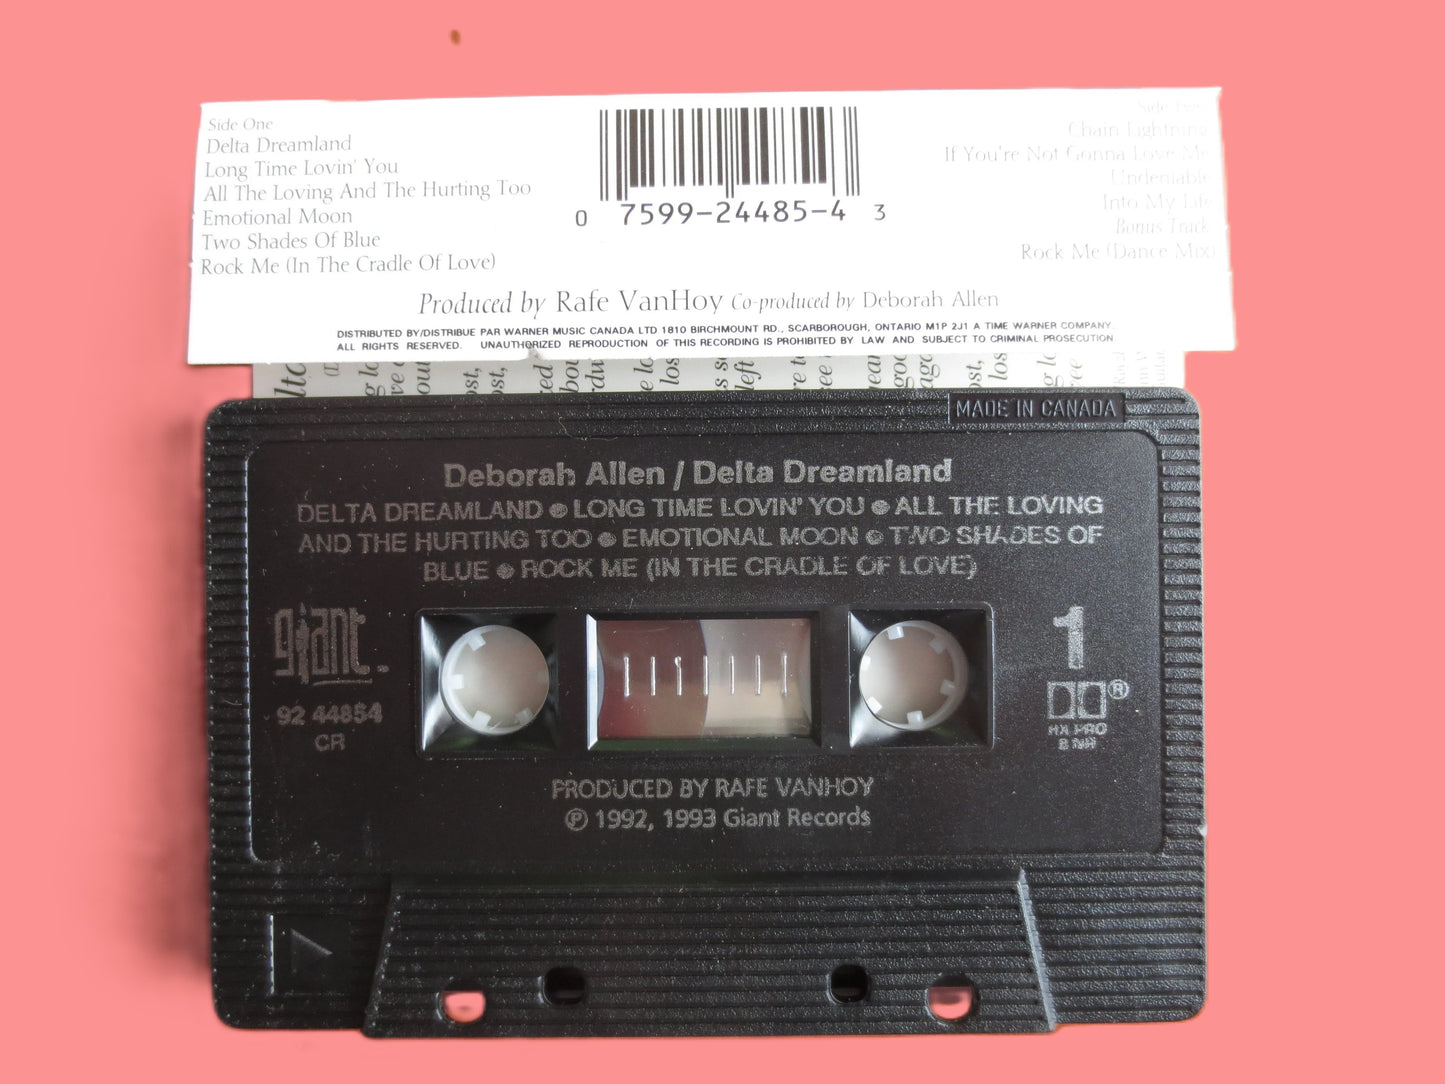 Side One
Delta Dreamland
Long Time Lovin' You
All The Loving And The Hurting Too
Emotional Moon
Two Shades Of Blue
Rock Me (In The Cradle Of Love)
0 7599-24485-4 3
Side Two
Chain Lightning
If You're Not Gonna Love Me
Undeniable
Into My Life
Bonus Track
Rock Me (Dance Mix)
Produced by Rafe VanHoy Co-produced by Deborah Allen
DISTRIBUTED BY/DISTRIBUE PAR WARNER MUSIC CANADA LTD 1810 BIRCHMOUNT RD., SCARBOROUGH, ONTARIO M1P 2J1 A TIME WARNER COMPANY.
ALL RIGHTS RESERVED. UNAUTHORIZED REPRODUCTION OF THIS RECORDING IS PROHIBITED BY LAW AND SUBJECT TO CRIMINAL PROSECUTION.
MADE IN CANADA
Deborah Allen / Delta Dreamland
DELTA DREAMLAND • LONG TIME LOVIN' YOU • ALL THE LOVING
AND THE HURTING TOO • EMOTIONAL MOON • TWO SHADES OF
BLUE • ROCK ME (IN THE CRADLE OF LOVE)
giant
92 44854
CR
1
®
HX PRO
B NR
PRODUCED BY RAFE VANHOY
℗ 1992, 1993 Giant Records